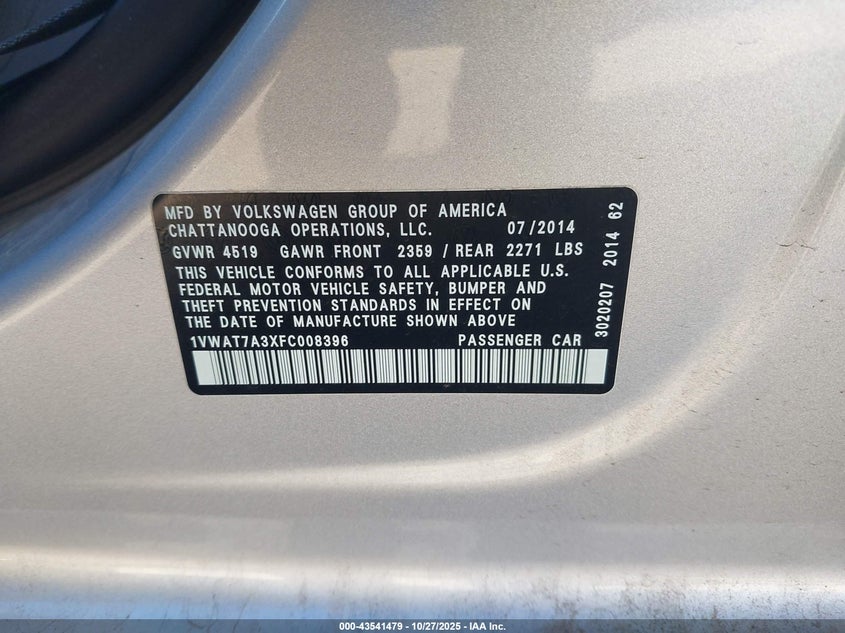 MFD BY VOLKSWAGEN GROUP OF AMERICA
CHATTANOOGA OPERATIONS, LLC. 07/2014
GVWR 4519 GAWR FRONT 2359 / REAR 2271 LBS
THIS VEHICLE CONFORMS TO ALL APPLICABLE U.S.
FEDERAL MOTOR VEHICLE SAFETY, BUMPER AND
THEFT PREVENTION STANDARDS IN EFFECT ON
THE DATE OF MANUFACTURE SHOWN ABOVE
1VWAT7A3XFC008396 PASSENGER CAR
3020207 2014 62
000-43541479 - 10/27/2025 - IAA Inc.